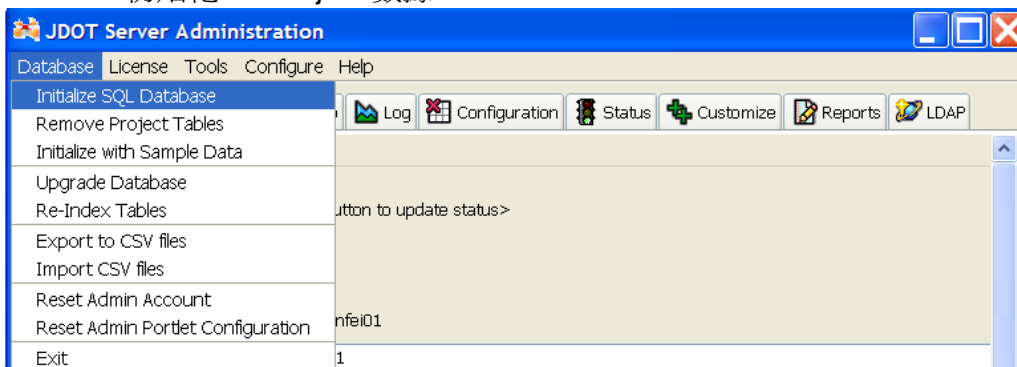 JDOT Server Administration
Database License Tools Configure Help
Initialize SQL Database
Remove Project Tables
Initialize with Sample Data
Upgrade Database
Re-Index Tables
Export to CSV files
Import CSV files
Reset Admin Account
Reset Admin Portlet Configuration
Exit
Log Configuration Status Customize Reports LDAP
utton to update status>
nfei01
1